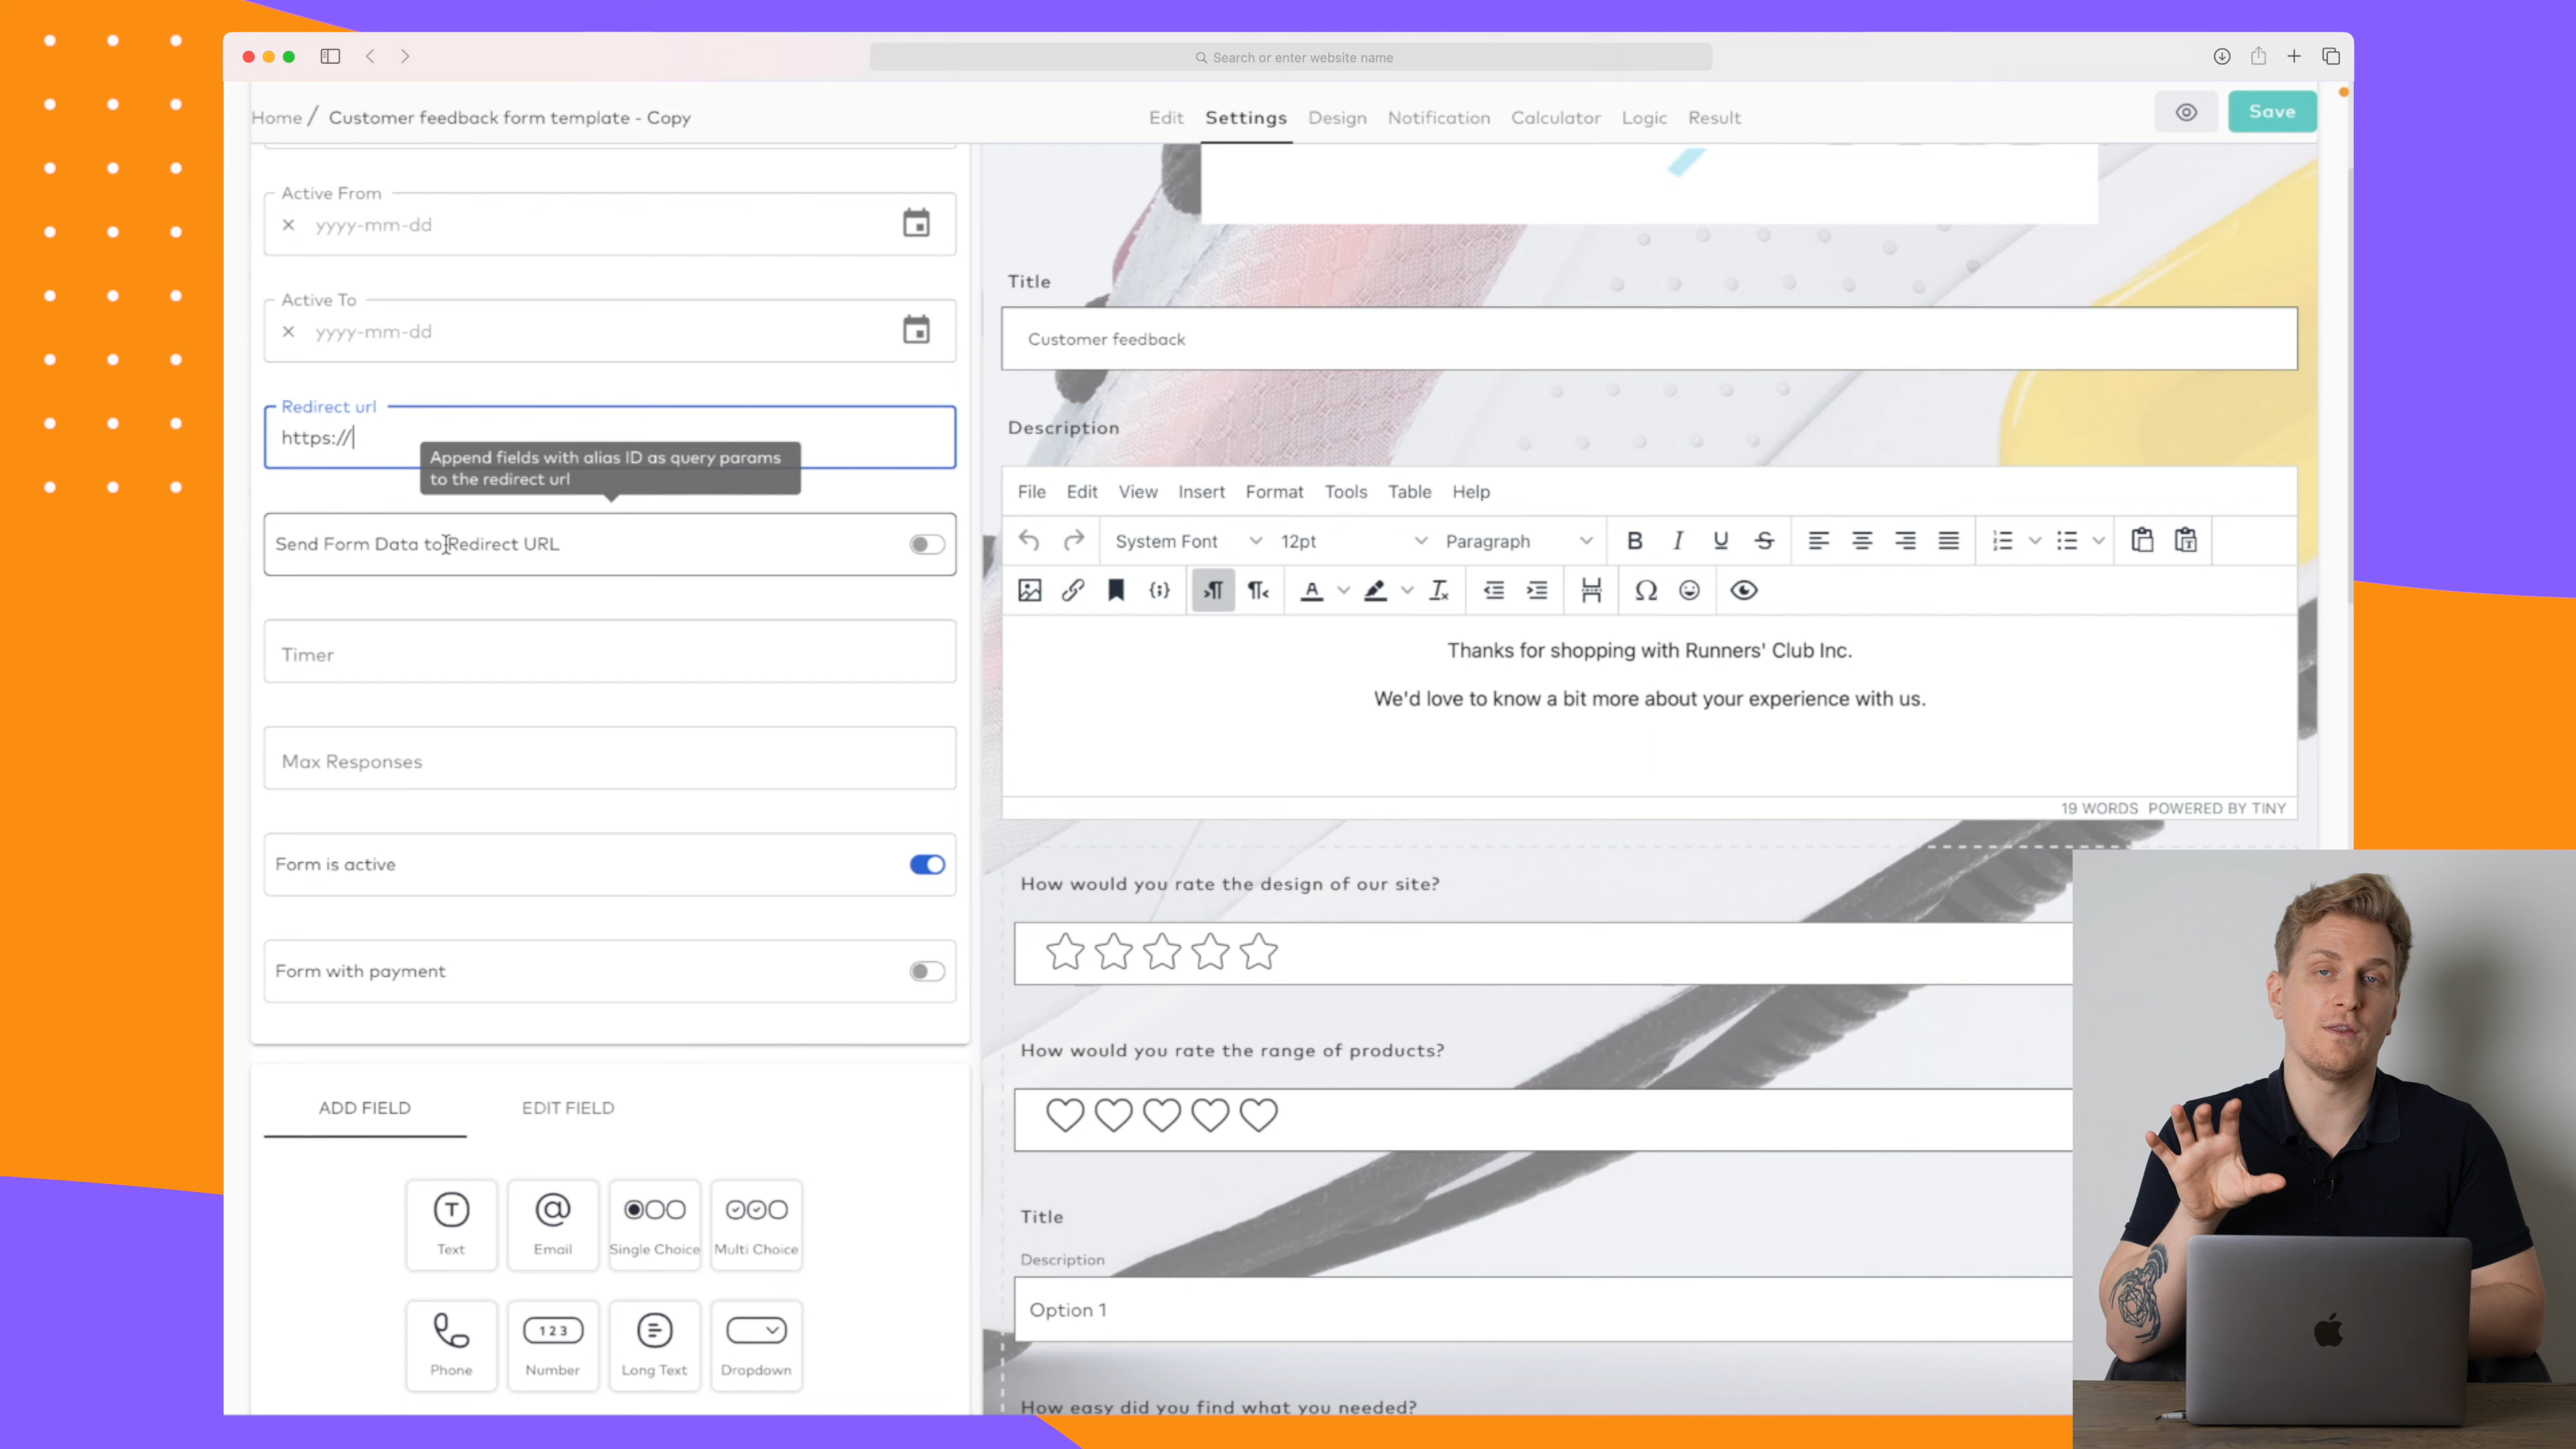 Search or enter website name
Home / Customer feedback form template - Copy
Edit Settings Design Notification Calculator Logic Result
Save
Active From
yyyy-mm-dd
Active To
yyyy-mm-dd
Redirect url
https://
Append fields with alias ID as query params
to the redirect url
Send Form Data to Redirect URL
Timer
Max Responses
Form is active
Form with payment
ADD FIELD EDIT FIELD
Text Email Single Choice Multi Choice
123
Phone Number Long Text Dropdown
Title
Customer feedback
Description
File Edit View Insert Format Tools Table Help
System Font 12pt Paragraph
Thanks for shopping with Runners' Club Inc.
We'd love to know a bit more about your experience with us.
19 WORDS POWERED BY TINY
How would you rate the design of our site?
How would you rate the range of products?
Title
Description
Option 1
How easy did you find what you needed?